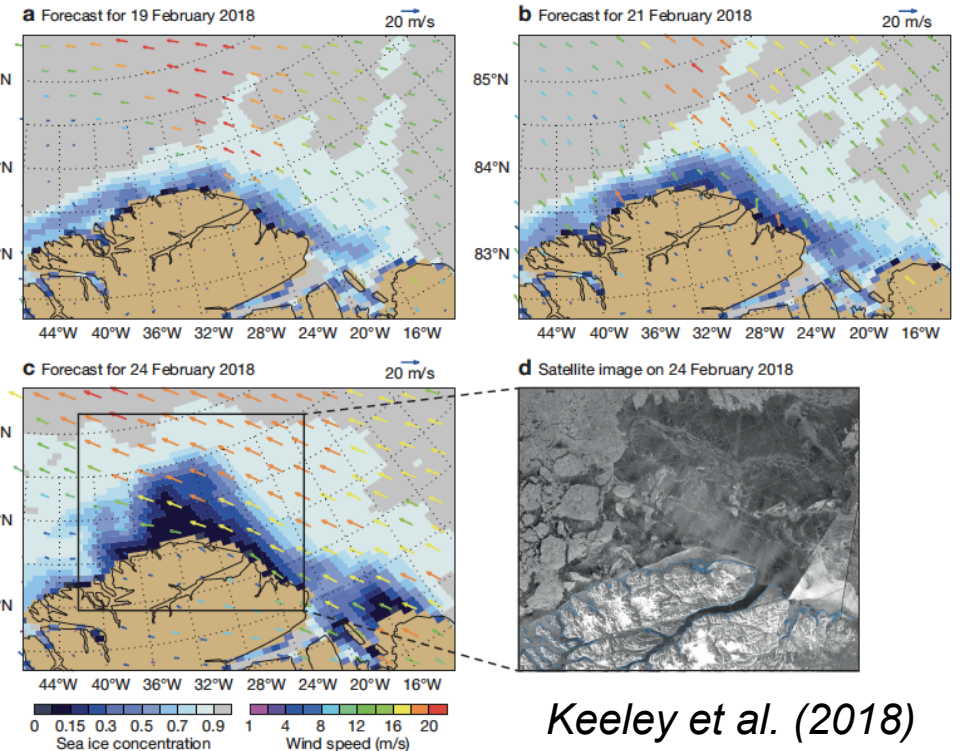 a Forecast for 19 February 2018
20 m/s
b Forecast for 21 February 2018
20 m/s
N
°N
°N
44°W 40°W 36°W 32°W 28°W 24°W 20°W 16°W
85°N
84°N
83°N
44°W 40°W 36°W 32°W 28°W 24°W 20°W 16°W
c Forecast for 24 February 2018
20 m/s
d Satellite image on 24 February 2018
N
°N
°N
44°W 40°W 36°W 32°W 28°W 24°W 20°W 16°W
0 0.15 0.3 0.5 0.7 0.9
Sea ice concentration
1 4 8 12 16 20
Wind speed (m/s)
Keeley et al. (2018)